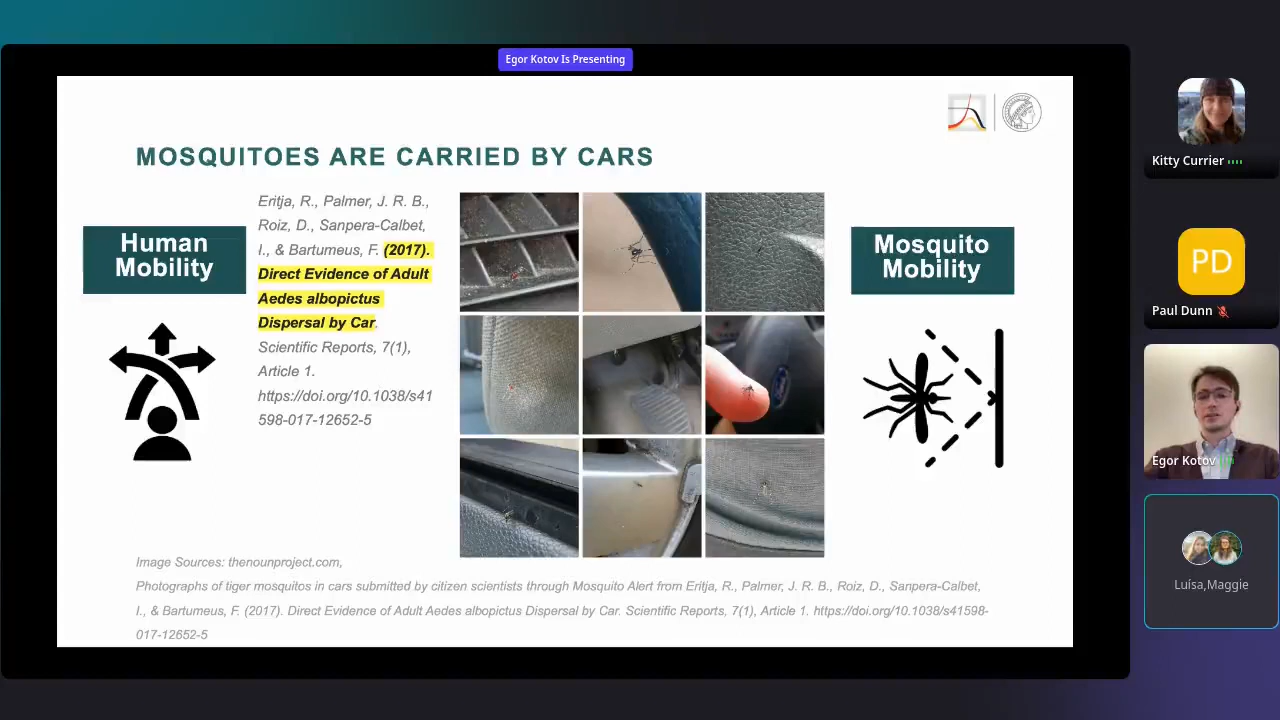 Egor Kotov Is Presenting
MOSQUITOES ARE CARRIED BY CARS
Human
Mobility
Eritja, R., Palmer, J. R. B.,
Roiz, D., Sanpera-Calbet,
I., & Bartumeus, F. (2017).
Direct Evidence of Adult
Aedes albopictus
Dispersal by Car.
Scientific Reports, 7(1),
Article 1.
https://doi.org/10.1038/s41
598-017-12652-5
Mosquito
Mobility
Image Sources: thenounproject.com,
Photographs of tiger mosquitos in cars submitted by citizen scientists through Mosquito Alert from Eritja, R., Palmer, J. R. B., Roiz, D., Sanpera-Calbet,
I., & Bartumeus, F. (2017). Direct Evidence of Adult Aedes albopictus Dispersal by Car. Scientific Reports, 7(1), Article 1. https://doi.org/10.1038/s41598-
017-12652-5
Kitty Currier
PD
Paul Dunn
Egor Kotov
Luísa,Maggie